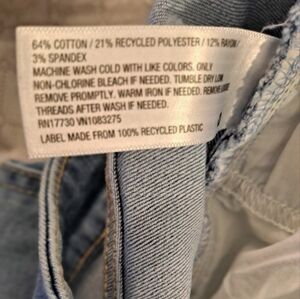 64% COTTON / 21% RECYCLED POLYESTER / 12% RAYON /
3% SPANDEX
MACHINE WASH COLD WITH LIKE COLORS. ONLY
NON-CHLORINE BLEACH IF NEEDED. TUMBLE DRY LOW
REMOVE PROMPTLY. WARM IRON IF NEEDED. REMOVE LOOSE
THREADS AFTER WASH IF NEEDED.
RN17730 VN1083275
LABEL MADE FROM 100% RECYCLED PLASTIC